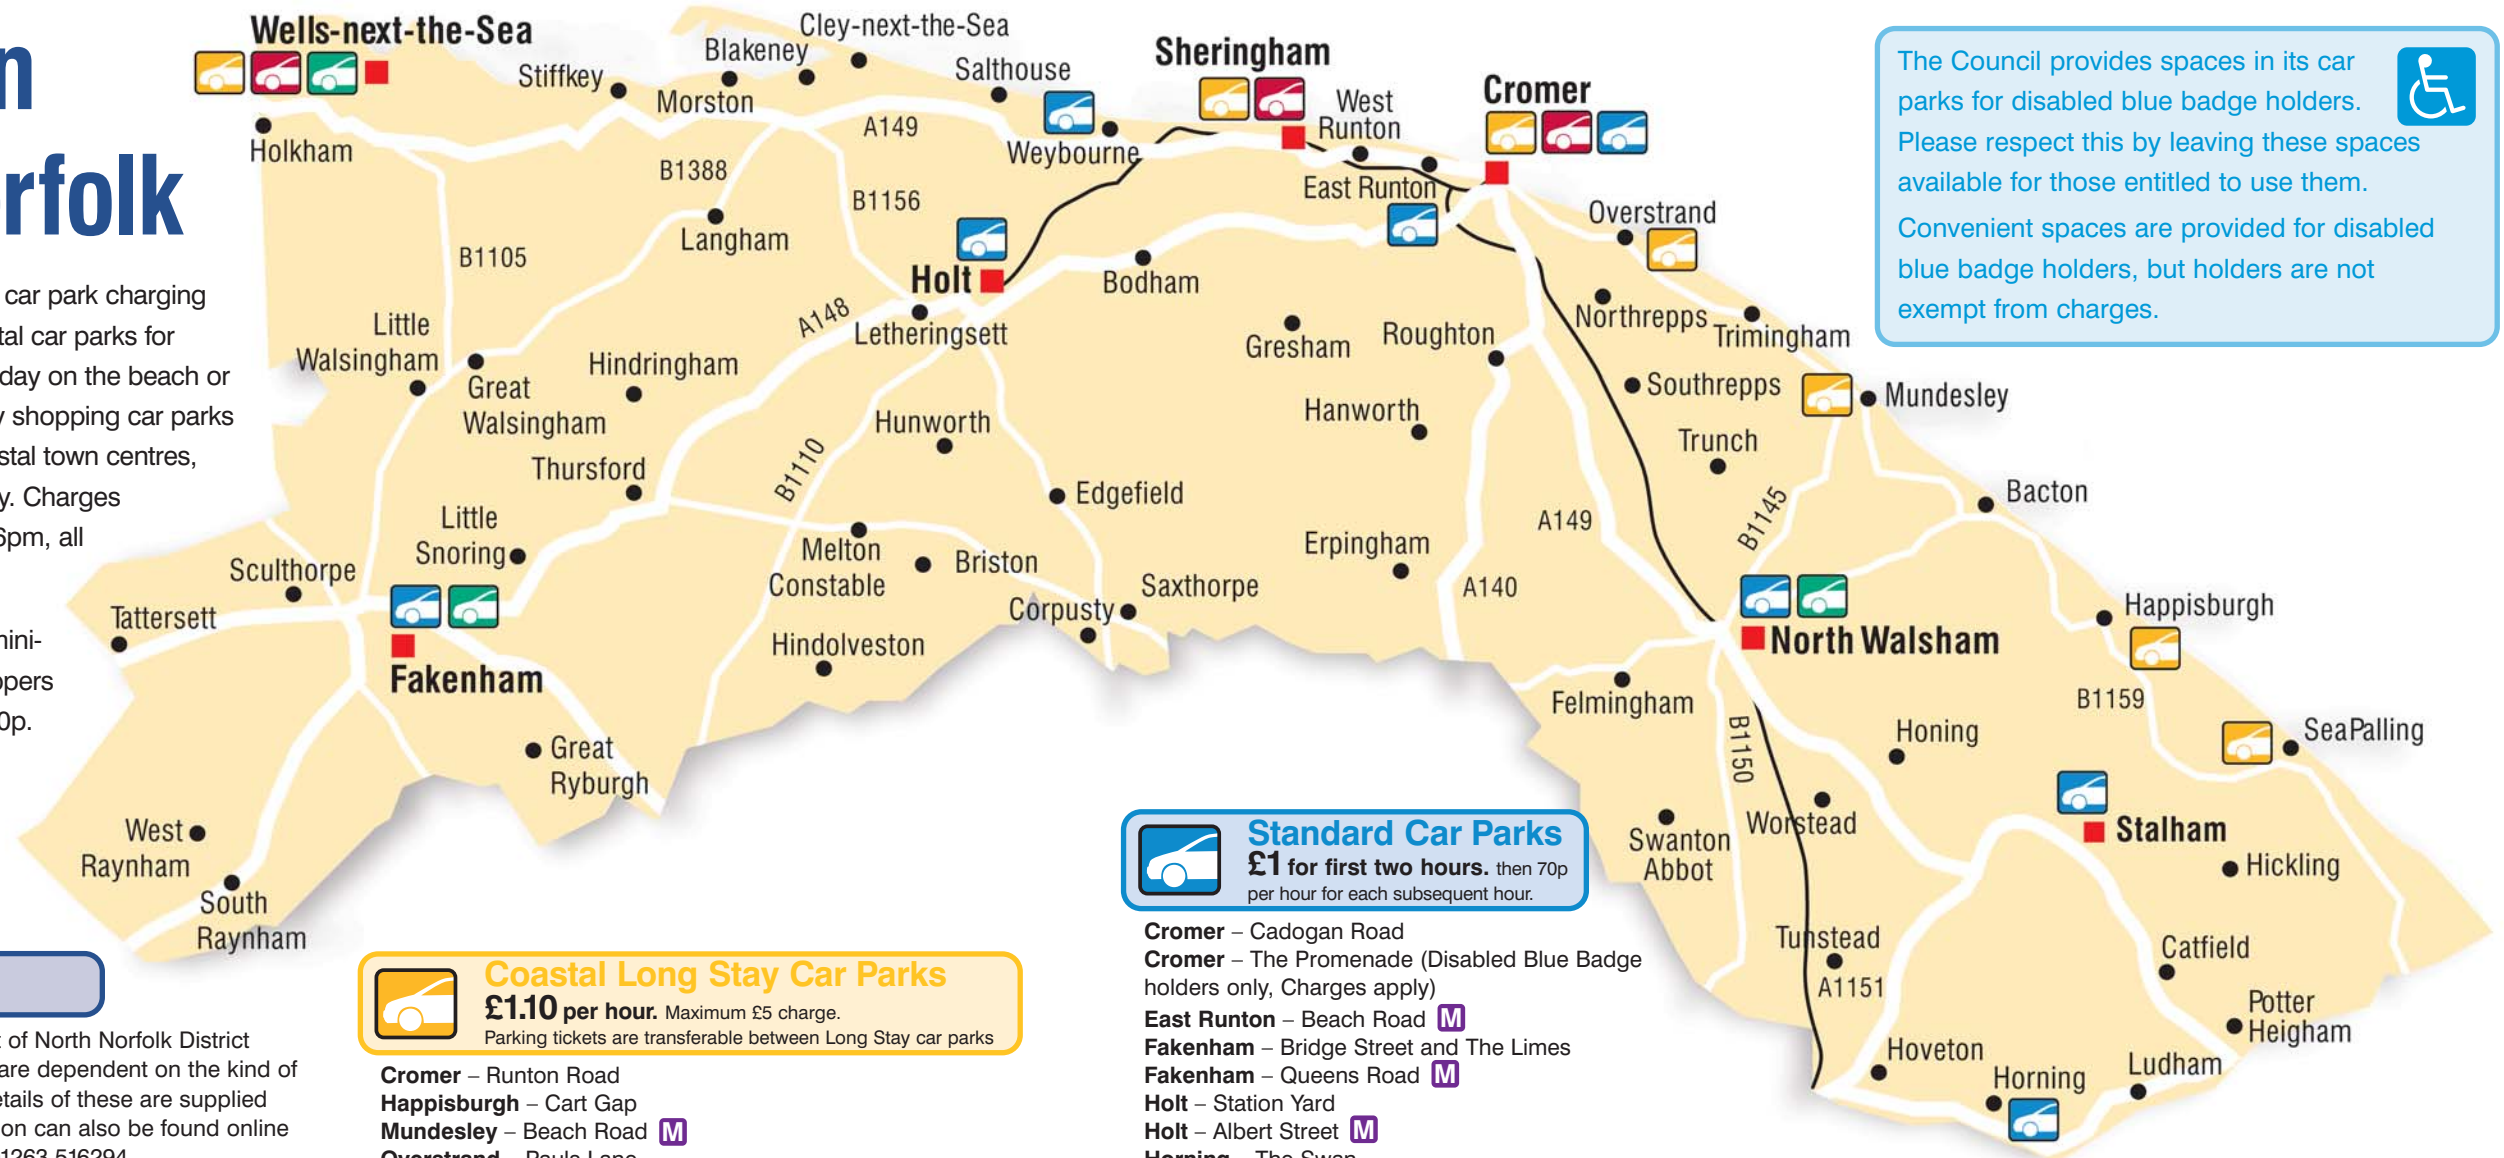 n
rfolk
car park charging
tal car parks for
day on the beach or
shopping car parks
stal town centres,
y. Charges
6pm, all
mini-
ppers
0p.
of North Norfolk District
are dependent on the kind of
etails of these are supplied
on can also be found online
1263 516294
Wells-next-the-Sea
Holkham
Stiffkey
Blakeney
Morston
Cley-next-the-Sea
Salthouse
Weybourne
Sheringham
West
Runton
East Runton
Cromer
Overstrand
A149
B1388
B1156
B1105
Langham
Holt
Letheringsett
Bodham
A148
Little
Walsingham
Great
Walsingham
Hindringham
Thursford
Hunworth
B1110
Edgefield
Gresham
Roughton
Northrepps
Trimingham
Southrepps
Mundesley
Hanworth
Trunch
Bacton
B1145
A149
Erpingham
A140
Little
Snoring
Sculthorpe
Tattersett
Fakenham
Melton
Constable
Briston
Saxthorpe
Corpusty
Hindolveston
North Walsham
Happisburgh
Felmingham
B1150
B1159
Honing
Sea Palling
Great
Ryburgh
West
Raynham
South
Raynham
Swanton
Abbot
Worstead
Stalham
Hickling
Tunstead
A1151
Catfield
Potter
Heigham
Hoveton
Horning
Ludham
The Council provides spaces in its car
parks for disabled blue badge holders.
Please respect this by leaving these spaces
available for those entitled to use them.
Convenient spaces are provided for disabled
blue badge holders, but holders are not
exempt from charges.
Coastal Long Stay Car Parks
£1.10 per hour. Maximum £5 charge.
Parking tickets are transferable between Long Stay car parks
Cromer – Runton Road
Happisburgh – Cart Gap
Mundesley – Beach Road M
Overstrand – Pauls Lane
Standard Car Parks
£1 for first two hours. then 70p
per hour for each subsequent hour.
Cromer – Cadogan Road
Cromer – The Promenade (Disabled Blue Badge
holders only, Charges apply)
East Runton – Beach Road M
Fakenham – Bridge Street and The Limes
Fakenham – Queens Road M
Holt – Station Yard
Holt – Albert Street M
Horning – The Swan